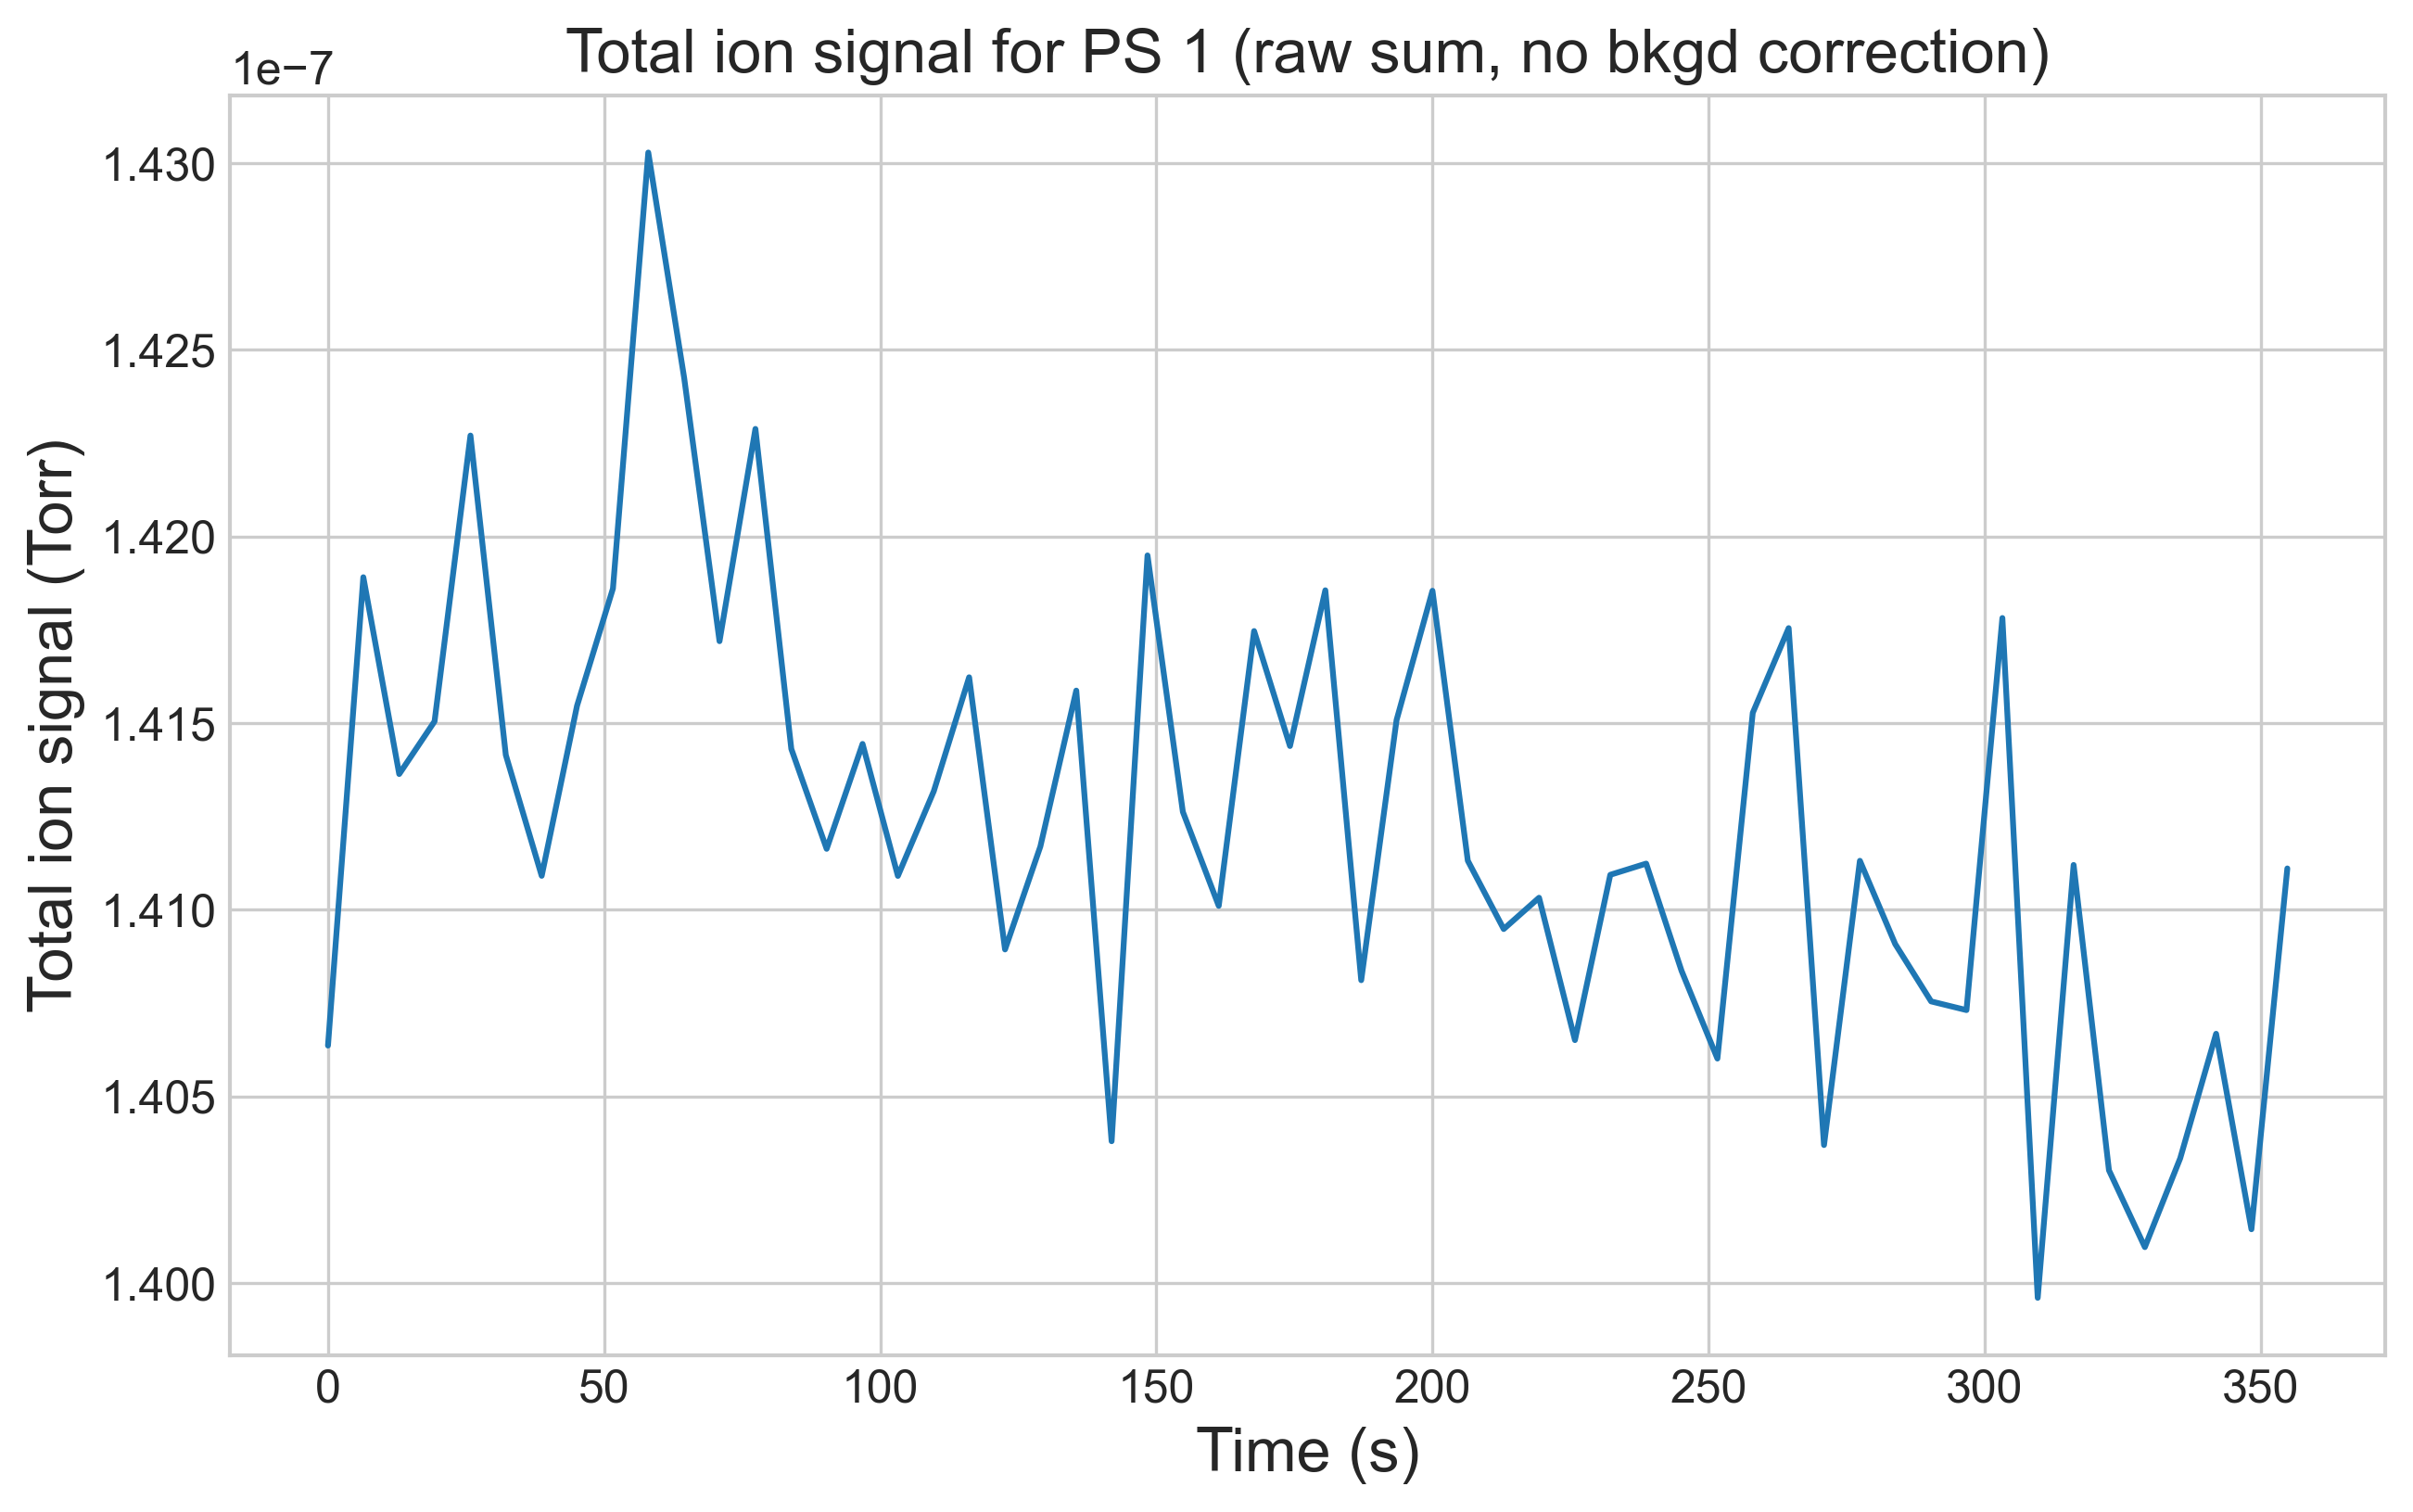 Total ion signal for PS 1 (raw sum, no bkgd correction)
1e−7
1.430
1.425
1.420
1.415
1.410
1.405
1.400
Total ion signal (Torr)
0 50 100 150 200 250 300 350
Time (s)